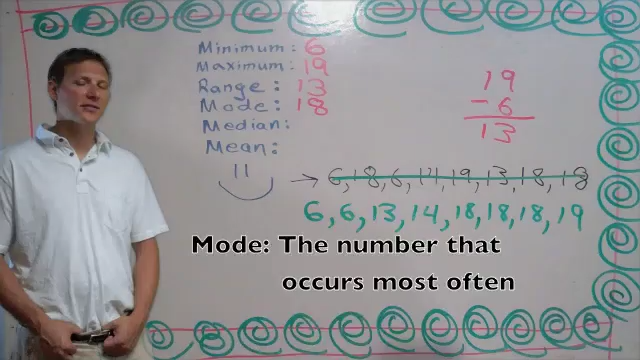 Minimum: 6
Maximum: 19
Range: 13
Mode: 18
Median:
Mean:
19
- 6
13
→ 6, 18, 6, 14, 19, 13, 18, 18
6, 6, 13, 14, 18, 18, 18, 19
Mode: The number that
occurs most often